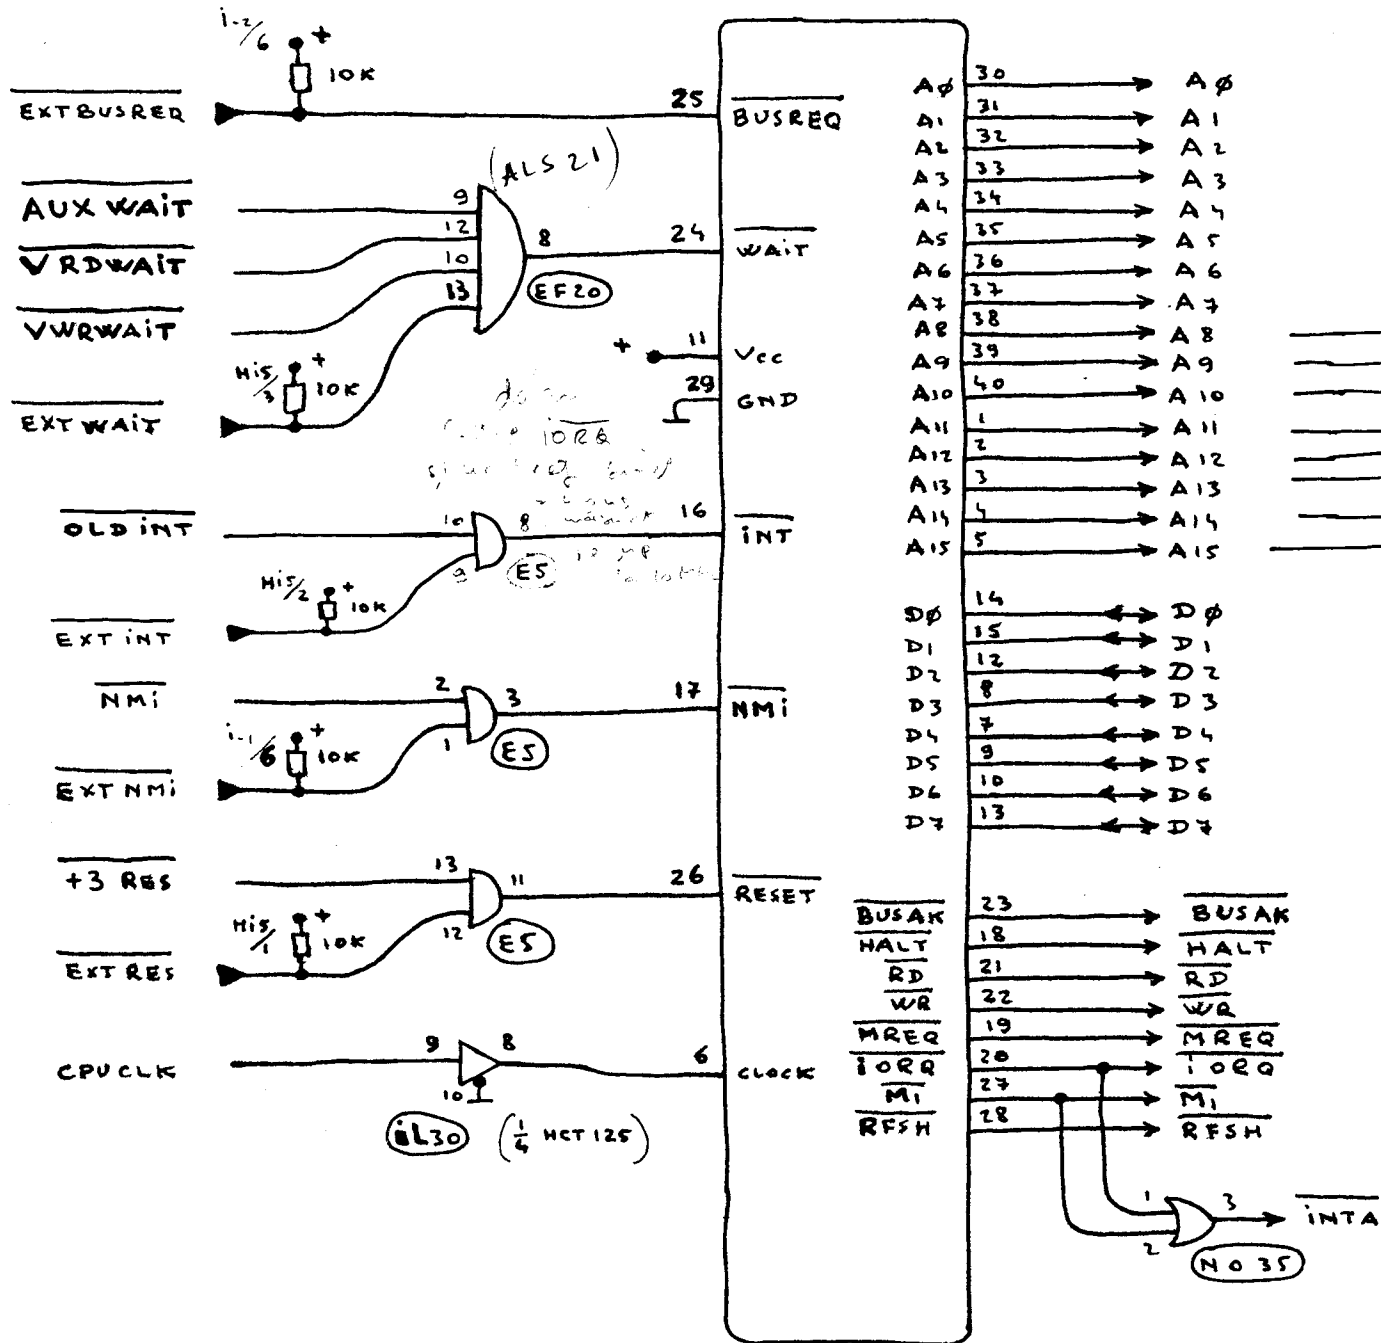 i-2/6
+
10K
EXTBUSREQ
25
BUSREQ
(ALS 21)
AUX WAIT
9
VRDWAIT
12
VWRWAIT
10
13
8
EF20
24
WAIT
Hi5/3
+
10K
EXT WAIT
+
11
Vcc
29
GND
iORQ
OLD INT
10
8
16
INT
9
E5
Hi5/2
+
10K
EXT INT
NMi
2
3
17
NMi
1
E5
i-1/6
+
10K
EXT NMi
+3 RES
13
11
26
RESET
12
E5
Hi5/1
+
10K
EXT RES
CPUCLK
9
8
6
CLOCK
10
iL30
(1/4 HCT 125)
AØ 30 AØ
A1 31 A1
A2 32 A2
A3 33 A3
A4 34 A4
A5 35 A5
A6 36 A6
A7 37 A7
A8 38 A8
A9 39 A9
A10 40 A10
A11 1 A11
A12 2 A12
A13 3 A13
A14 4 A14
A15 5 A15
DØ 14 DØ
D1 15 D1
D2 12 D2
D3 8 D3
D4 7 D4
D5 9 D5
D6 10 D6
D7 13 D7
BUSAK 23 BUSAK
HALT 18 HALT
RD 21 RD
WR 22 WR
MREQ 19 MREQ
iORQ 20 iORQ
M1 27 M1
RFSH 28 RFSH
1
2
3
iNTA
NO35